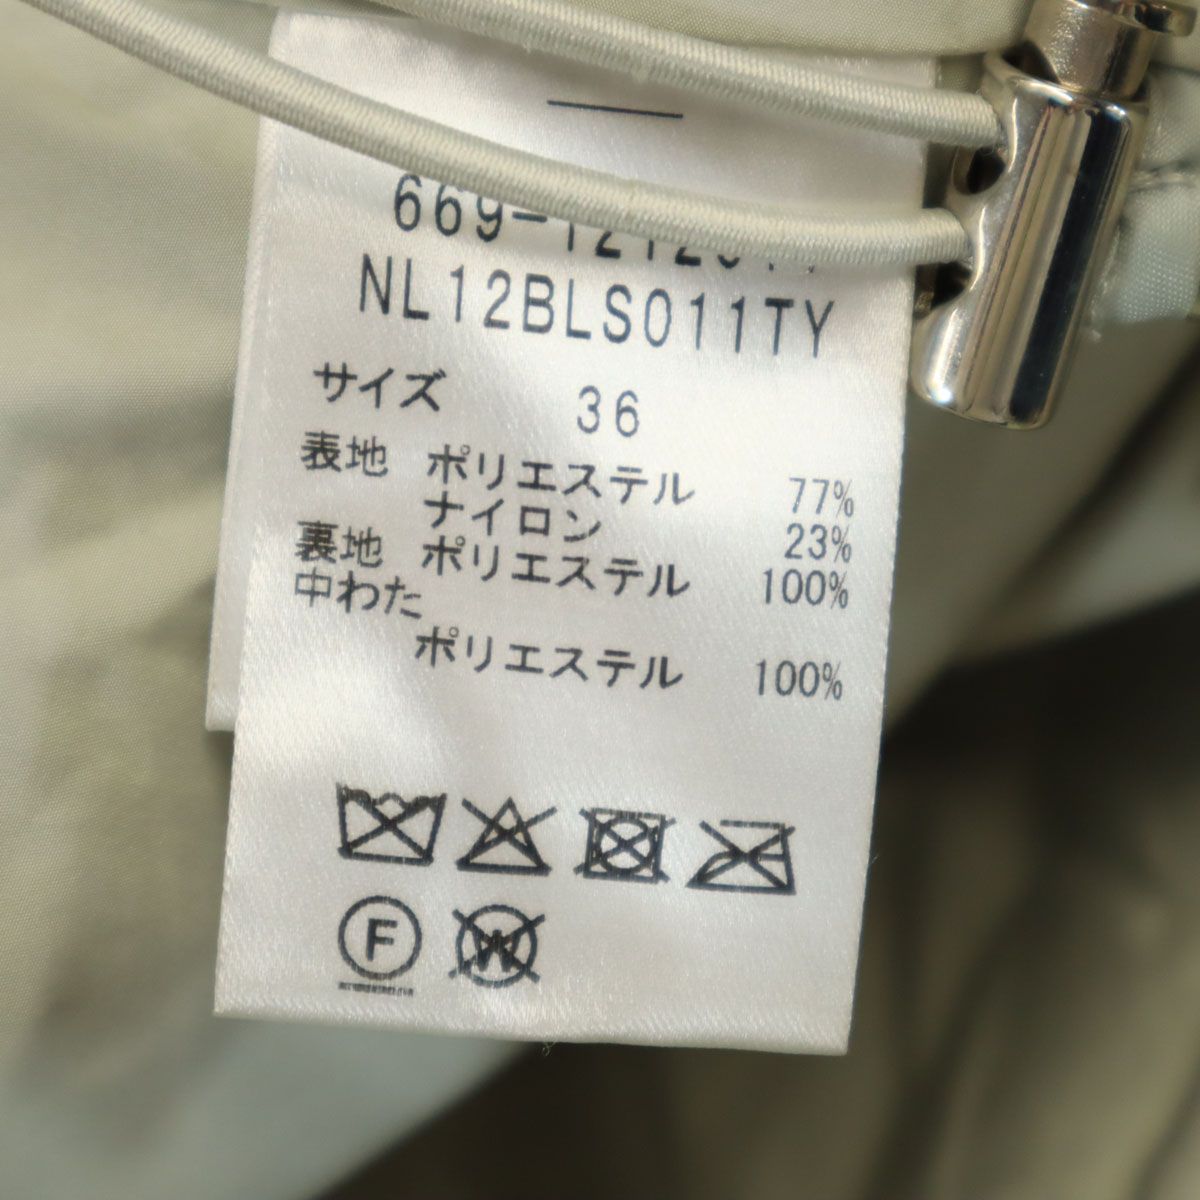 NL12BLS011TY
サイズ 36
表地 ポリエステル 77%
ナイロン 23%
裏地 ポリエステル 100%
中わた
ポリエステル 100%
F
W